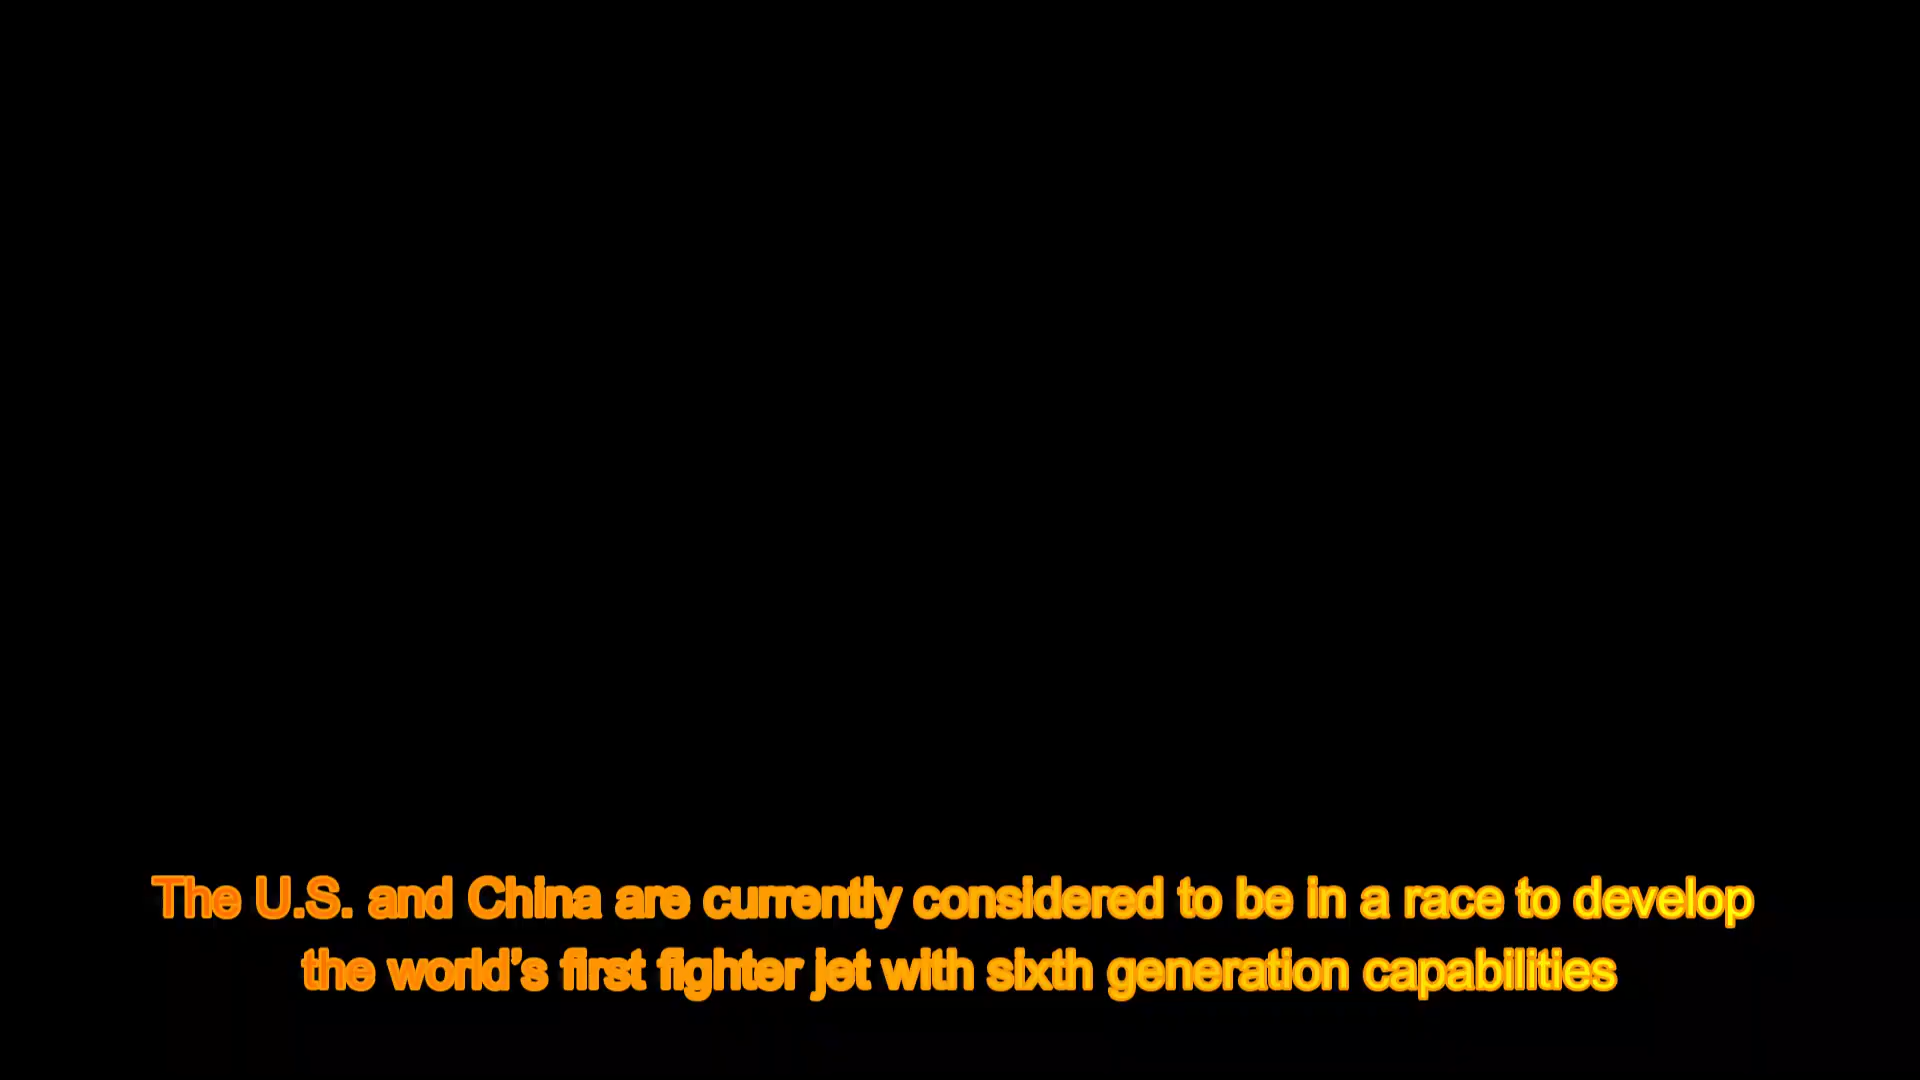 The U.S. and China are currently considered to be in a race to develop
the world’s first fighter jet with sixth generation capabilities